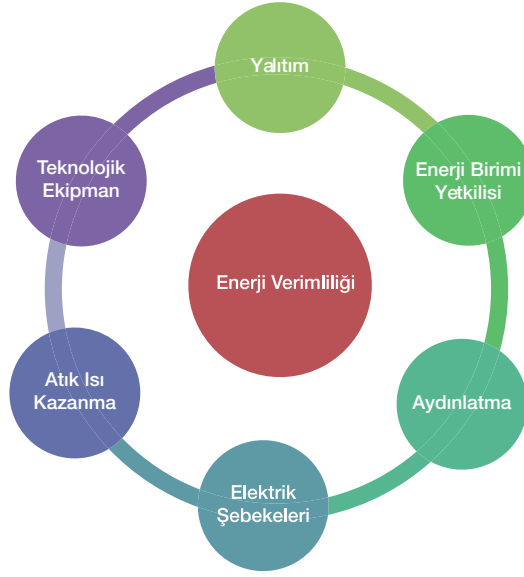 Yalıtım
Enerji Birimi
Yetkilisi
Aydınlatma
Elektrik
Şebekeleri
Atık Isı
Kazanma
Teknolojik
Ekipman
Enerji Verimliliği